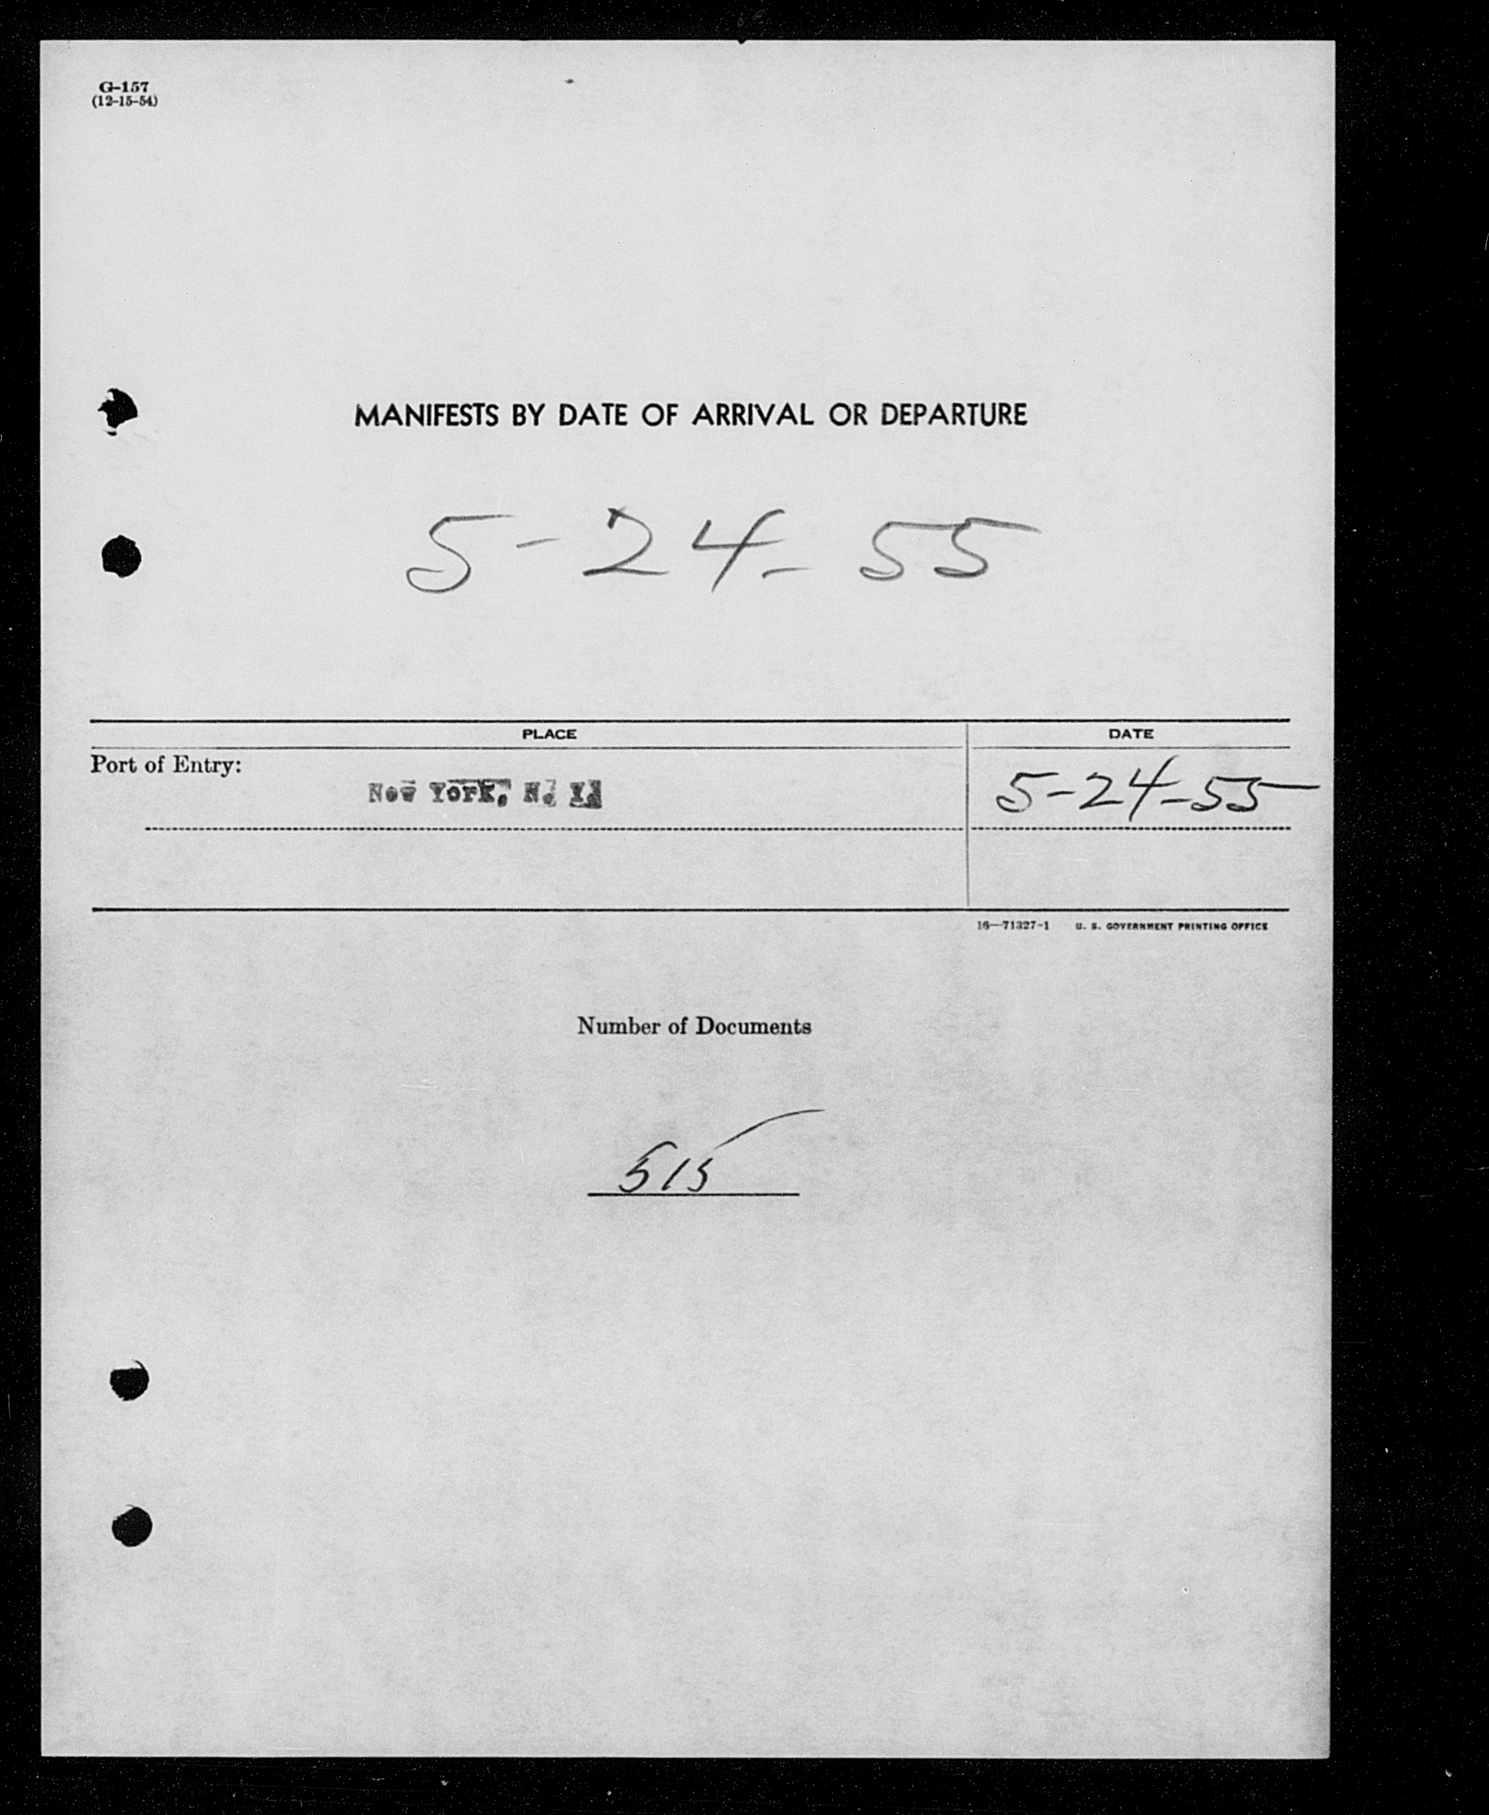 G-157
(12-15-54)
MANIFESTS BY DATE OF ARRIVAL OR DEPARTURE
5-24-55
PLACE DATE
Port of Entry:
New York, N. Y. 5-24-55
16—71327-1 U. S. GOVERNMENT PRINTING OFFICE
Number of Documents
515